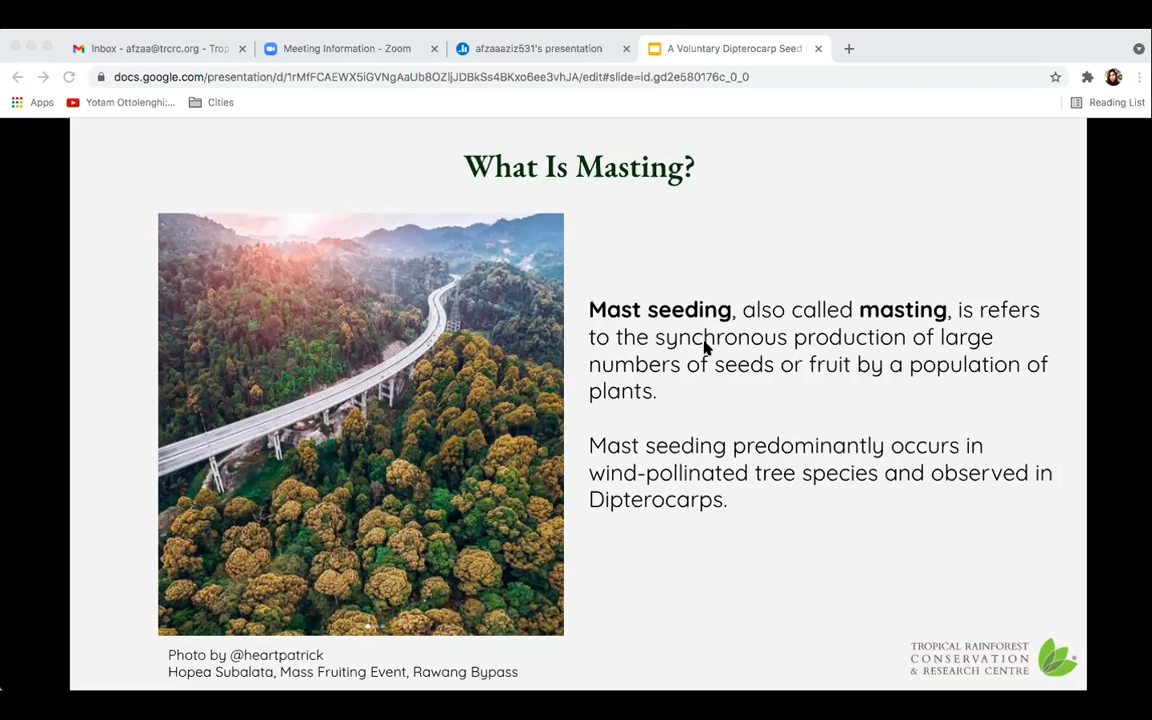 Inbox - afzaa@trcrc.org - Trop
Meeting Information - Zoom
afzaaaziz531's presentation
A Voluntary Dipterocarp Seed
docs.google.com/presentation/d/1rMfFCAEWX5iGVNgAaUb8OZljJDBkSs4BKxo6ee3vhJA/edit#slide=id.gd2e580176c_0_0
Apps
Yotam Ottolenghi:...
Cities
Reading List
What Is Masting?
Mast seeding, also called masting, is refers
to the synchronous production of large
numbers of seeds or fruit by a population of
plants.
Mast seeding predominantly occurs in
wind-pollinated tree species and observed in
Dipterocarps.
Photo by @heartpatrick
Hopea Subalata, Mass Fruiting Event, Rawang Bypass
TROPICAL RAINFOREST
CONSERVATION
& RESEARCH CENTRE